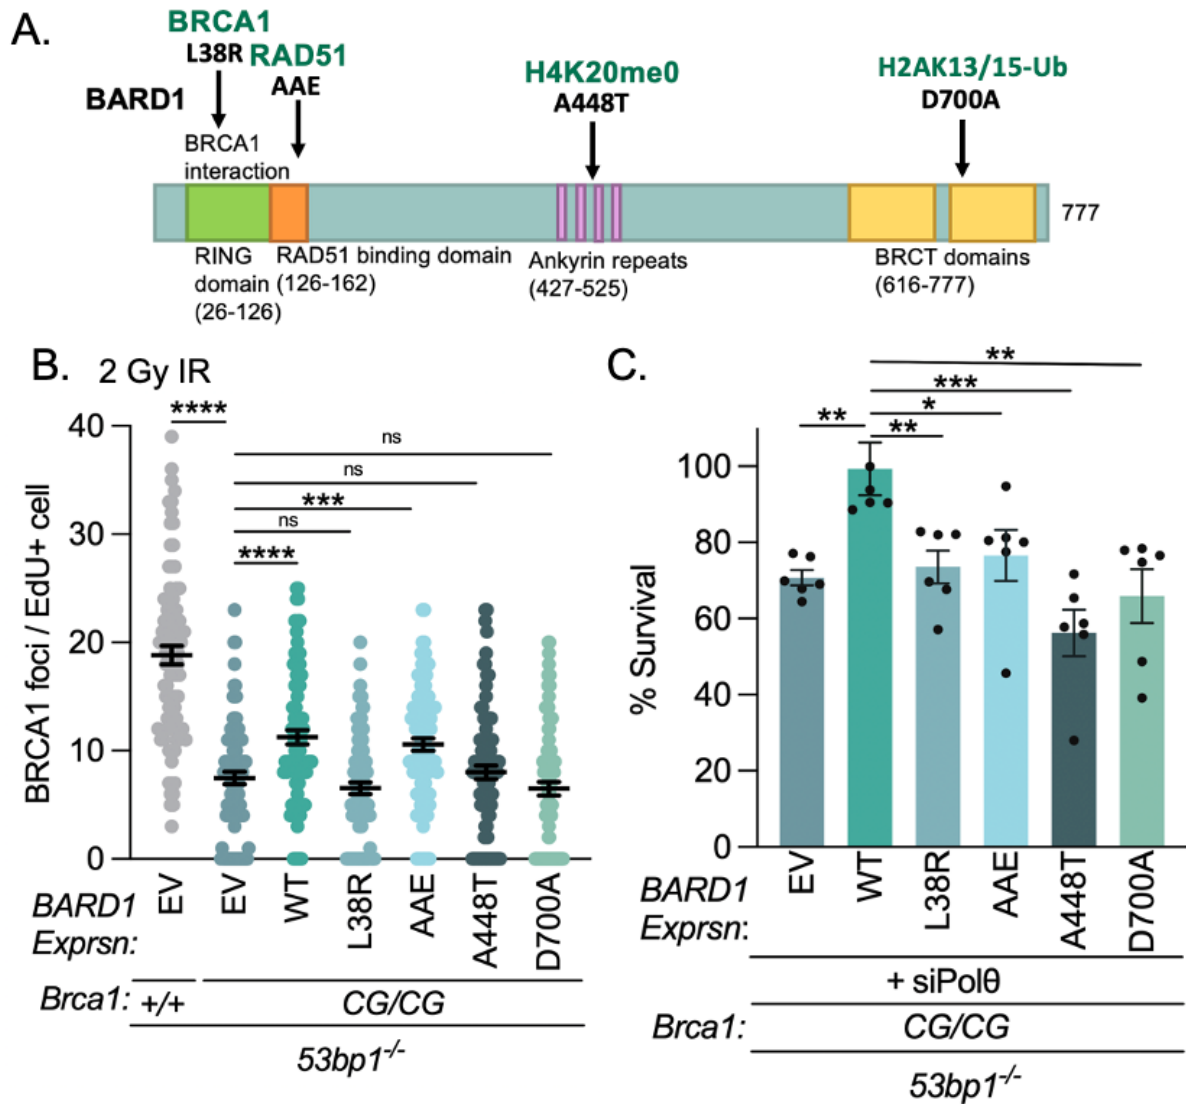 A.
BRCA1
L38R
RAD51
AAE
BARD1
BRCA1
interaction
H4K20me0
A448T
H2AK13/15-Ub
D700A
777
RING
domain
(26-126)
RAD51 binding domain
(126-162)
Ankyrin repeats
(427-525)
BRCT domains
(616-777)
B.
2 Gy IR
****
ns
ns
***
ns
****
BRCA1 foci / EdU+ cell
40
30
20
10
0
BARD1
Exprsn:
EV
EV
WT
L38R
AAE
A448T
D700A
Brca1:
+/+
CG/CG
53bp1-/-
C.
**
***
*
**
**
% Survival
100
80
60
40
20
0
BARD1
Exprsn:
EV
WT
L38R
AAE
A448T
D700A
+ siPolθ
Brca1:
CG/CG
53bp1-/-